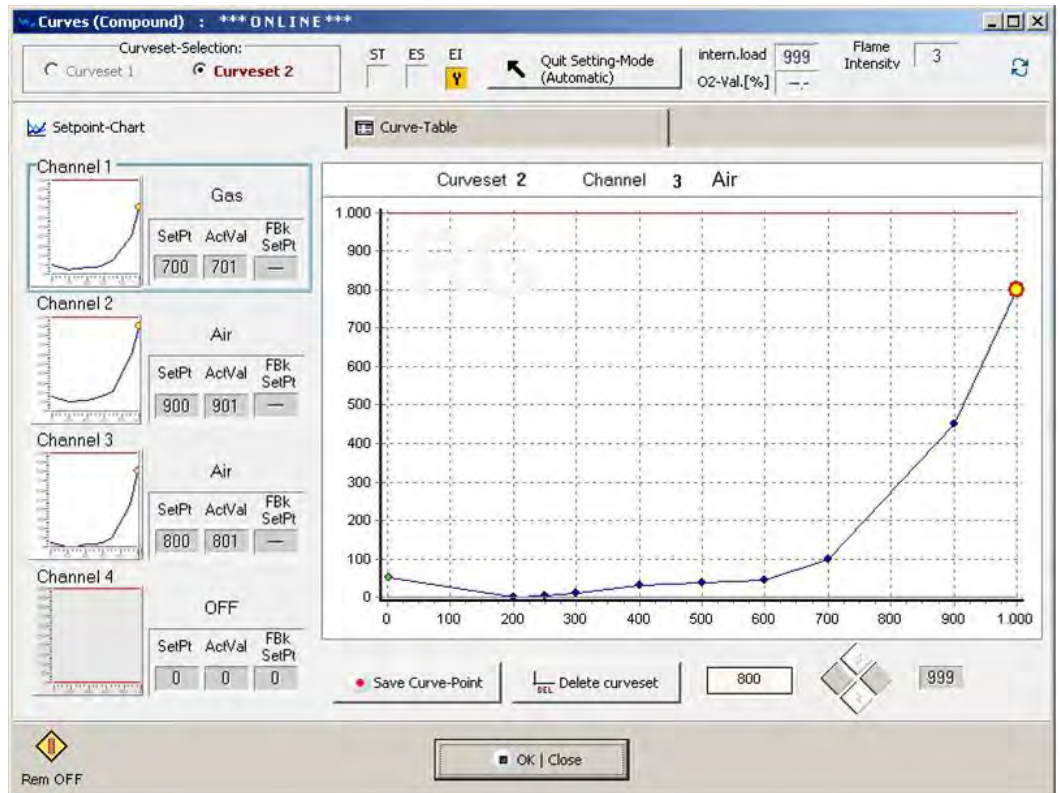 Curves (Compound) : ***ONLINE***
Curveset-Selection:
Curveset 1 Curveset 2
ST ES EI
Y
Quit Setting-Mode
(Automatic)
intern.load 999
O2-Val.[%] --.-
Flame
Intensity 3
Setpoint-Chart
Curve-Table
Channel 1
Gas
SetPt ActVal FBk
SetPt
700 701 ---
Channel 2
Air
SetPt ActVal FBk
SetPt
900 901 ---
Channel 3
Air
SetPt ActVal FBk
SetPt
800 801 ---
Channel 4
OFF
SetPt ActVal FBk
SetPt
0 0 0
Curveset 2 Channel 3 Air
1.000
900
800
700
600
500
400
300
200
100
0
0 100 200 300 400 500 600 700 800 900 1.000
Save Curve-Point
DEL Delete curveset
800
999
Rem OFF
OK | Close